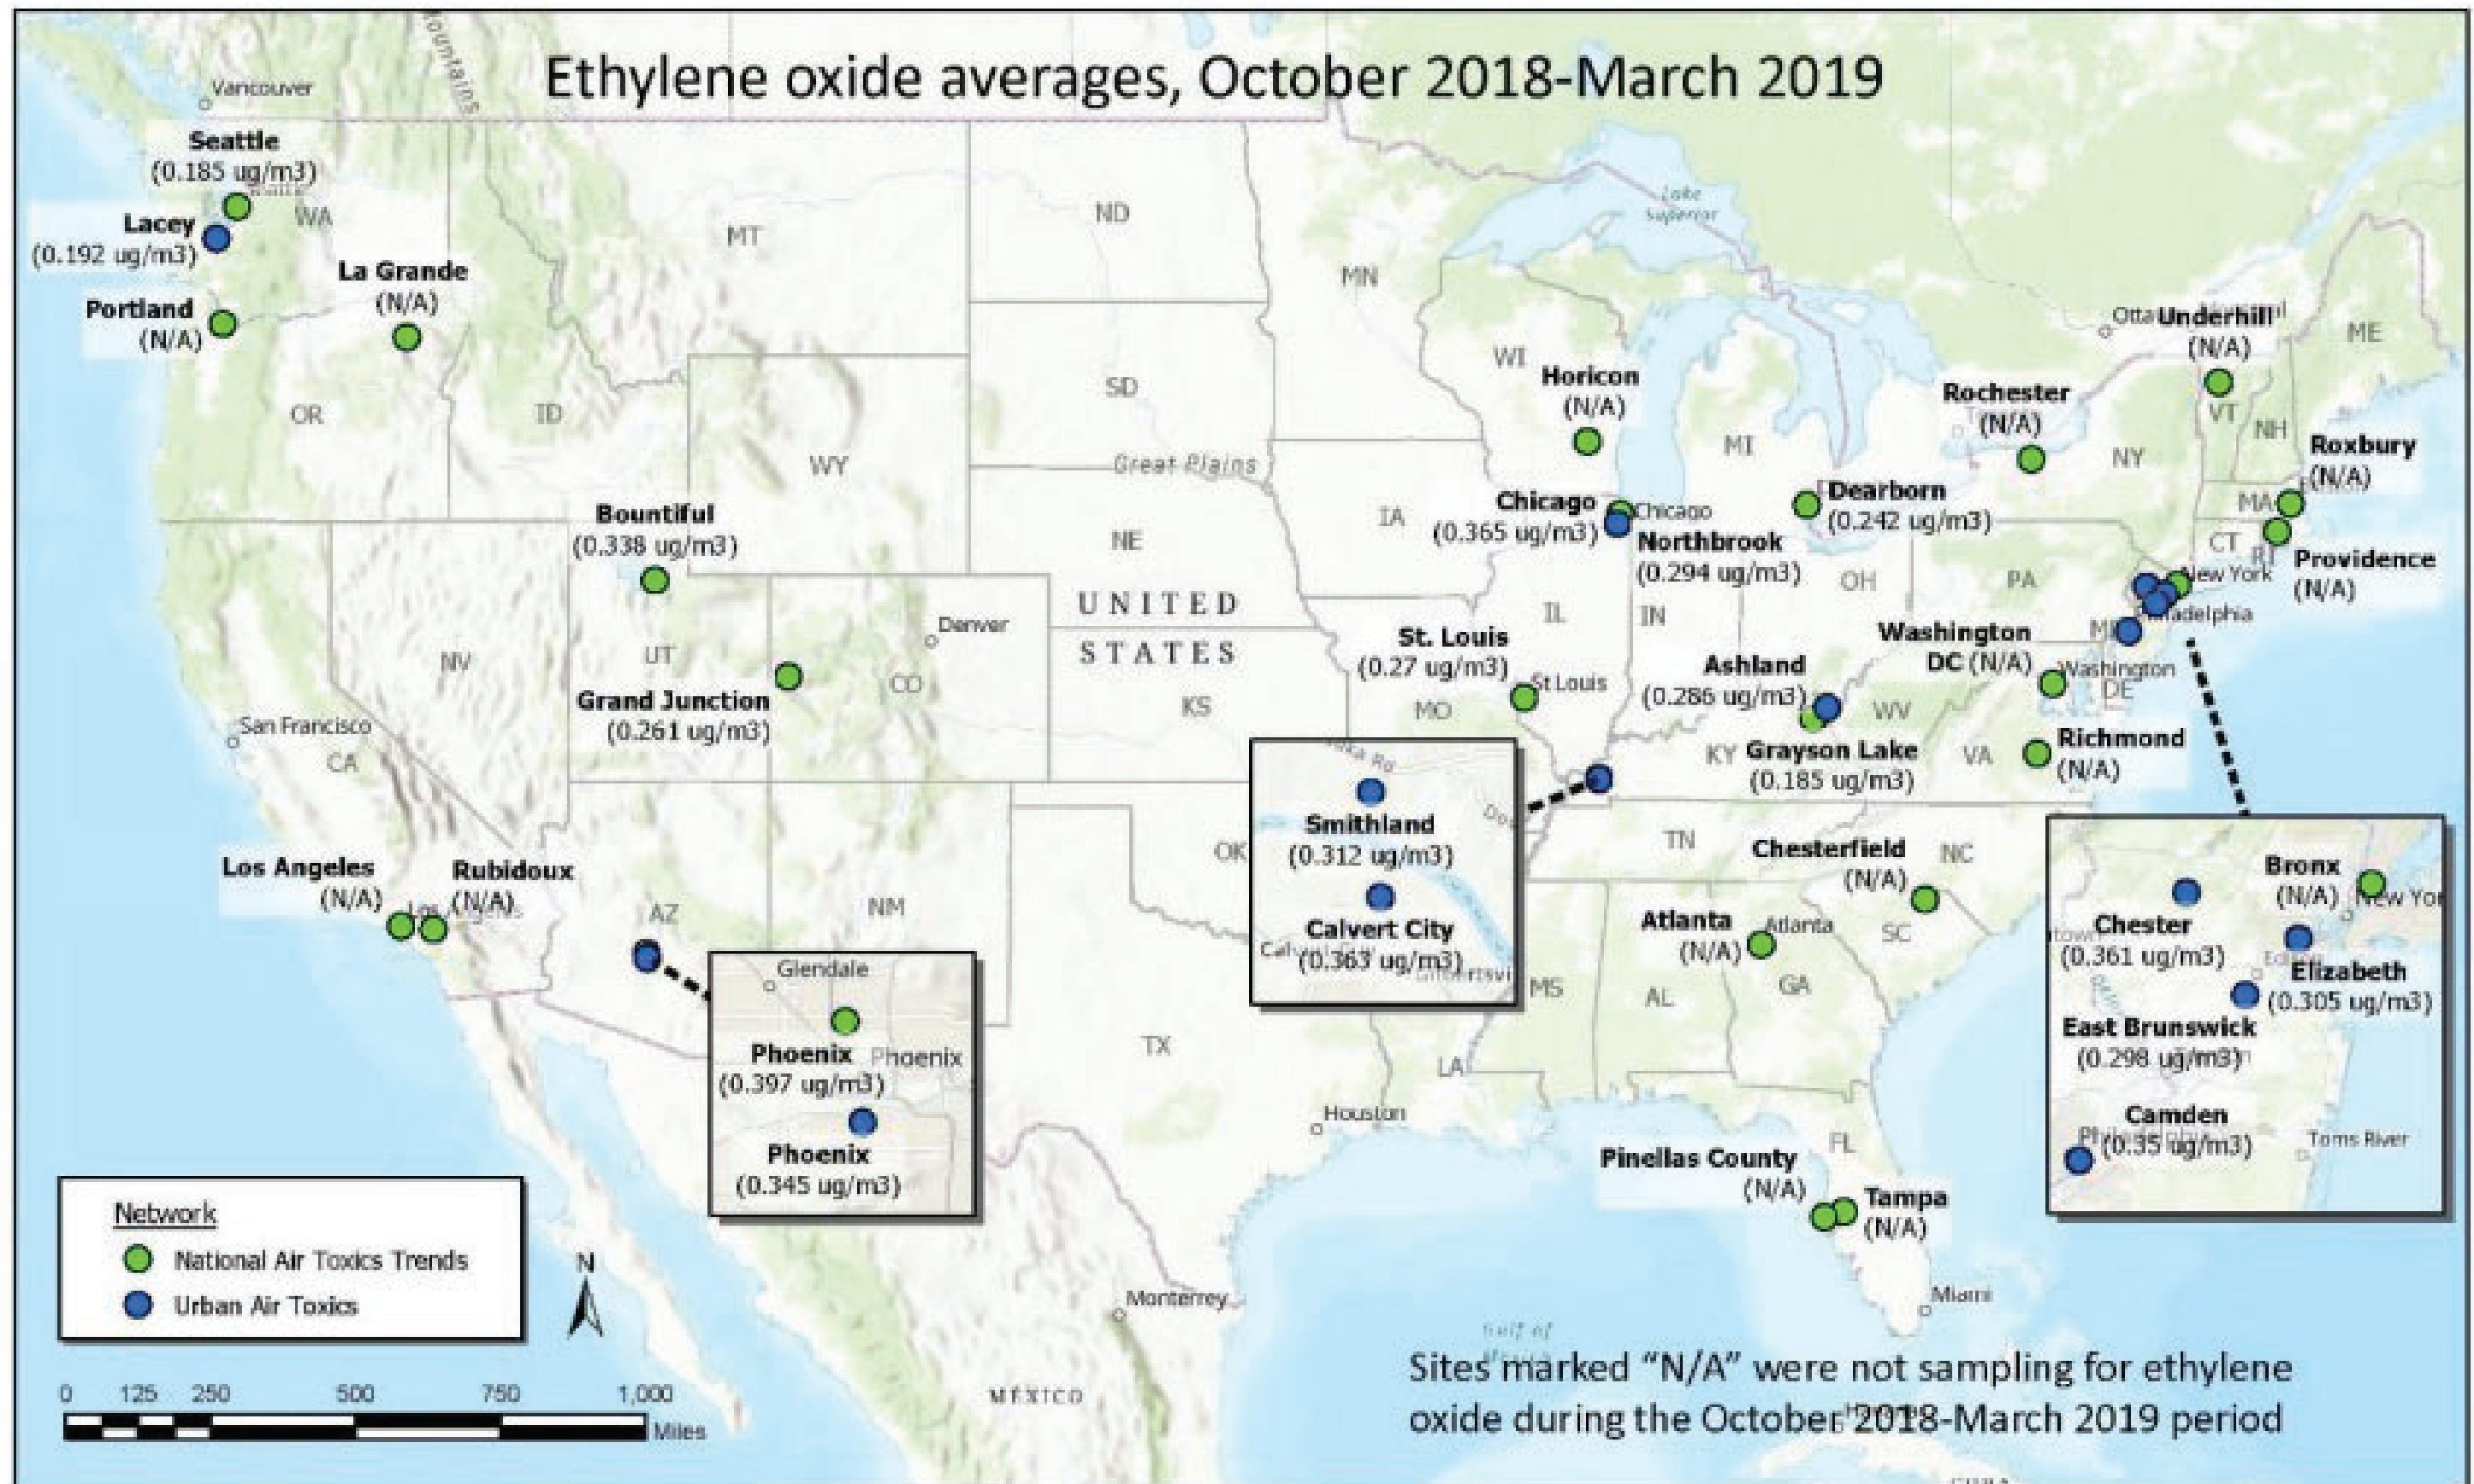 Ethylene oxide averages, October 2018-March 2019
Vancouver
Mountains
Seattle
(0.185 ug/m3)
WA
Lacey
(0.192 ug/m3)
La Grande
(N/A)
Portland
(N/A)
OR
ID
MT
ND
SD
MN
WY
Great Plains
NE
IA
Lake
Superior
WI
Horicon
(N/A)
MI
Ottawa
Underhill
(N/A)
ME
VT
NH
Rochester
(N/A)
NY
Roxbury
(N/A)
MA
CT
RI
Providence
(N/A)
Bountiful
(0.338 ug/m3)
Chicago
(0.365 ug/m3)
Chicago
Northbrook
(0.294 ug/m3)
Dearborn
(0.242 ug/m3)
OH
PA
New York
UNITED
STATES
Denver
NV
UT
CO
KS
Grand Junction
(0.261 ug/m3)
IL
IN
St. Louis
(0.27 ug/m3)
St Louis
MO
Ashland
(0.286 ug/m3)
WV
Washington
DC (N/A)
Washington
DE
KY
Grayson Lake
(0.185 ug/m3)
VA
Richmond
(N/A)
San Francisco
CA
Los Angeles
(N/A)
Rubidoux
(N/A)
AZ
NM
OK
Smithland
(0.312 ug/m3)
Calvert City
(0.363 ug/m3)
TN
Chesterfield
(N/A)
NC
Atlanta
(N/A)
Atlanta
SC
MS
AL
GA
Bronx
(N/A)
New Yor
Chester
(0.361 ug/m3)
Elizabeth
(0.305 ug/m3)
East Brunswick
(0.298 ug/m3)
Camden
(0.35 ug/m3)
Toms River
Glendale
Phoenix
(0.397 ug/m3)
Phoenix
Phoenix
(0.345 ug/m3)
TX
LA
Houston
FL
Pinellas County
(N/A)
Tampa
(N/A)
Miami
Monterrey
MÉXICO
Gulf of
Network
National Air Toxics Trends
Urban Air Toxics
N
0 125 250 500 750 1,000
Miles
Sites marked “N/A” were not sampling for ethylene
oxide during the October 2018-March 2019 period